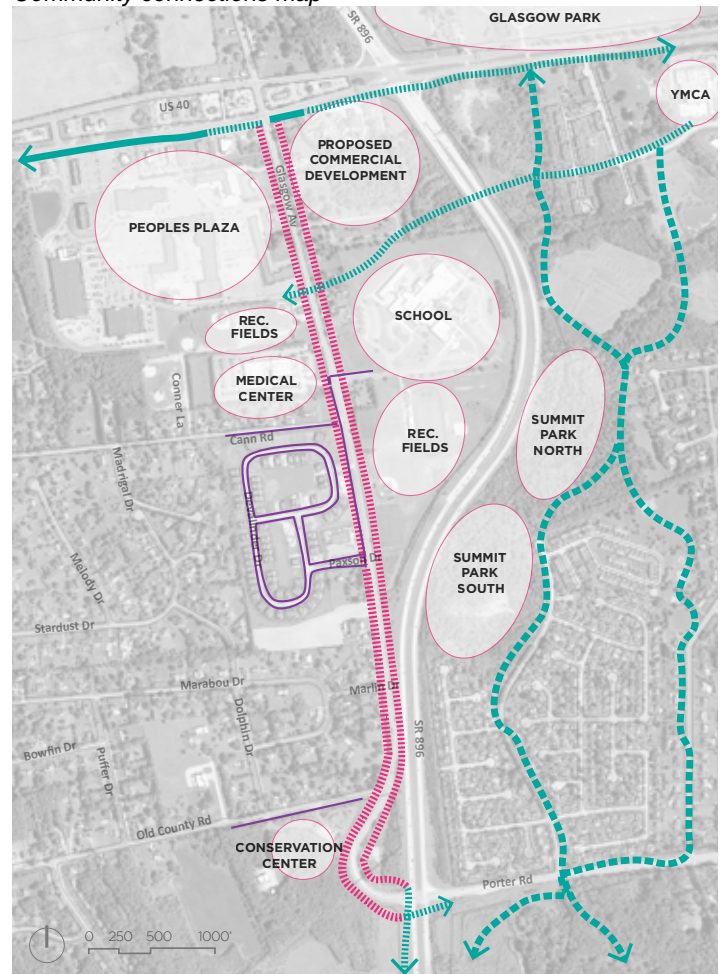 Community connections map
GLASGOW PARK
SR 896
YMCA
US 40
PROPOSED
COMMERCIAL
DEVELOPMENT
Glasgow Av
PEOPLES PLAZA
SCHOOL
REC.
FIELDS
MEDICAL
CENTER
Conner La
Cann Rd
REC.
FIELDS
SUMMIT
PARK
NORTH
Madrigal Dr
Paxson Dr
SUMMIT
PARK
SOUTH
Melody Dr
Stardust Dr
Marabou Dr
Marlin Dr
Dolphin Dr
SR 896
Bowfin Dr
Puffer Dr
Old County Rd
CONSERVATION
CENTER
Porter Rd
0 250 500 1000'